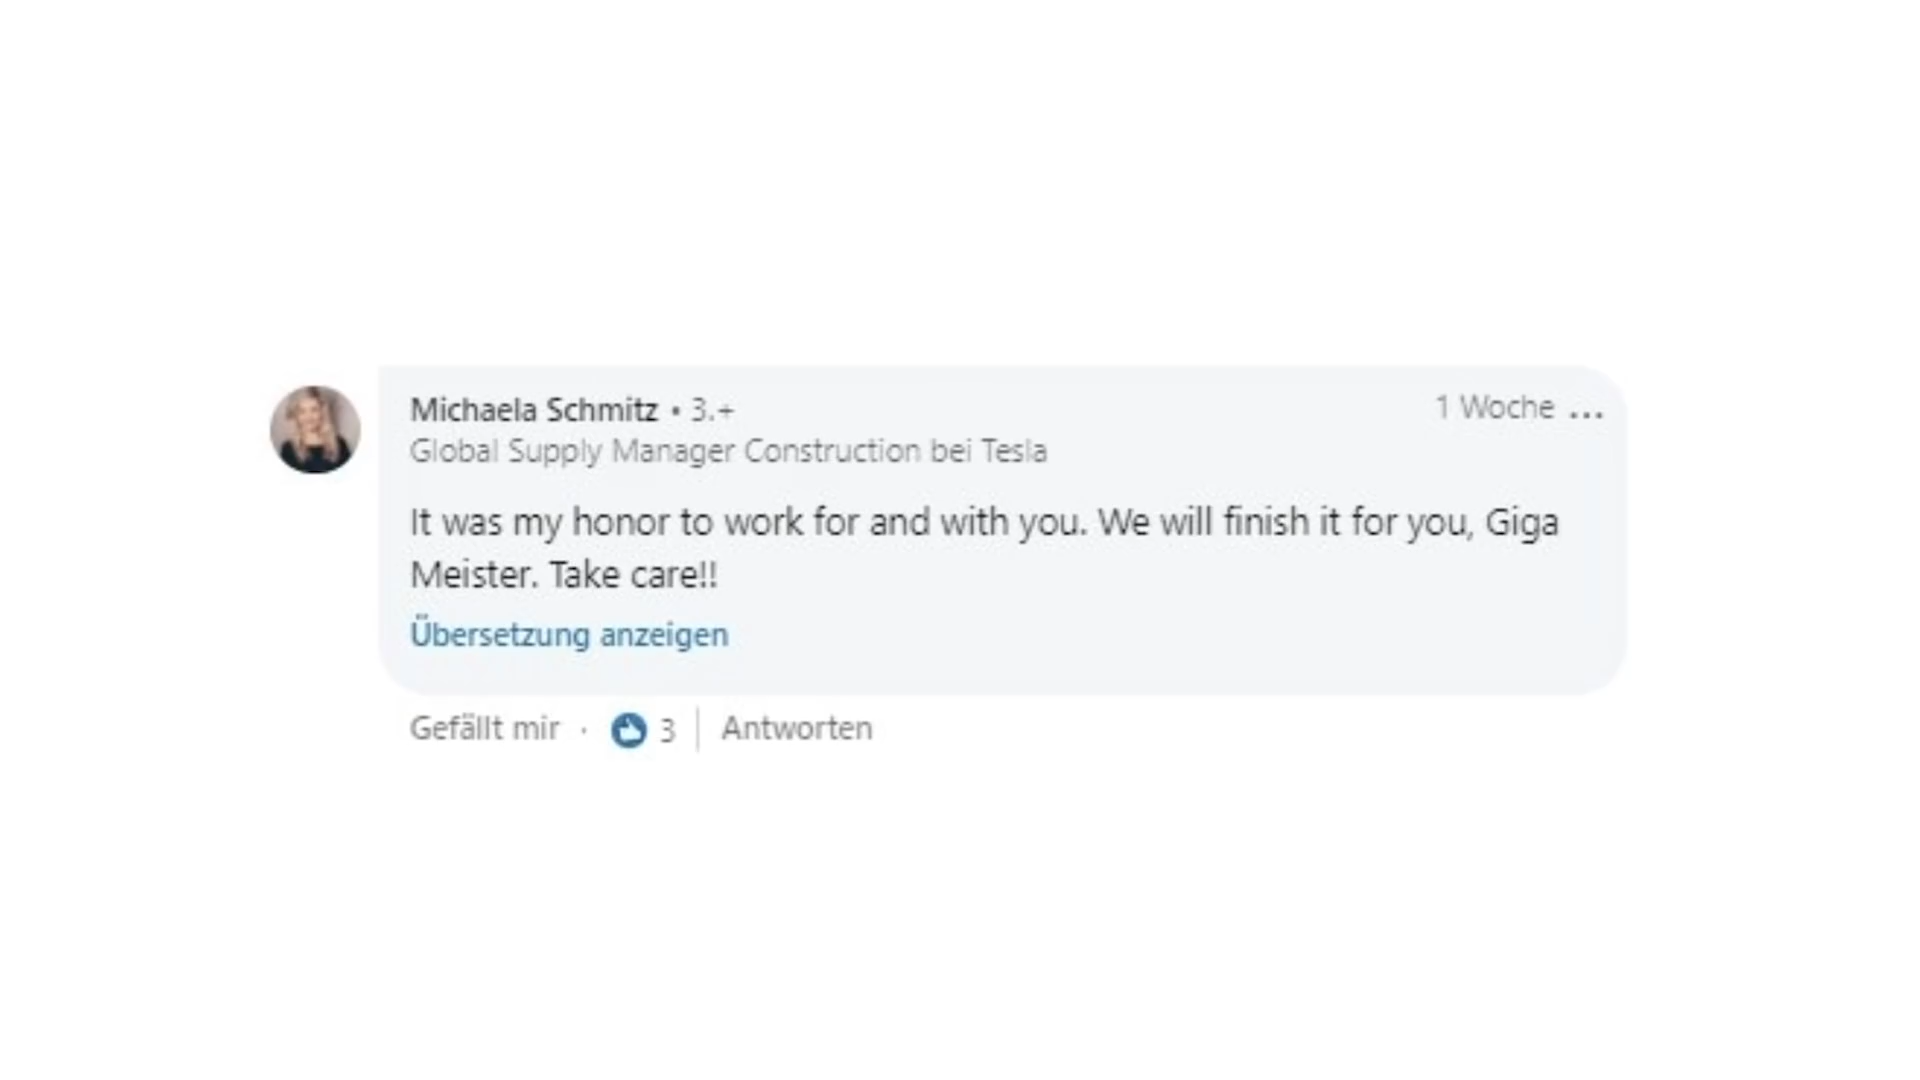 Michaela Schmitz • 3.+
1 Woche ...
Global Supply Manager Construction bei Tesla
It was my honor to work for and with you. We will finish it for you, Giga
Meister. Take care!!
Übersetzung anzeigen
Gefällt mir · 3 | Antworten